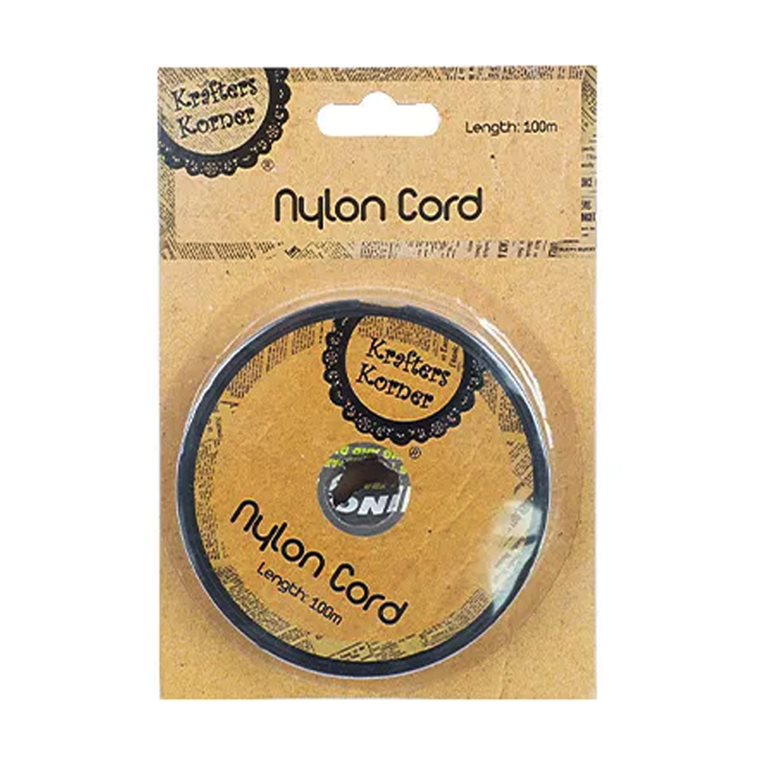 Krafters
Korner
®
Length: 100m
Nylon Cord
Krafters
Korner
®
Nylon Cord
Length: 100m